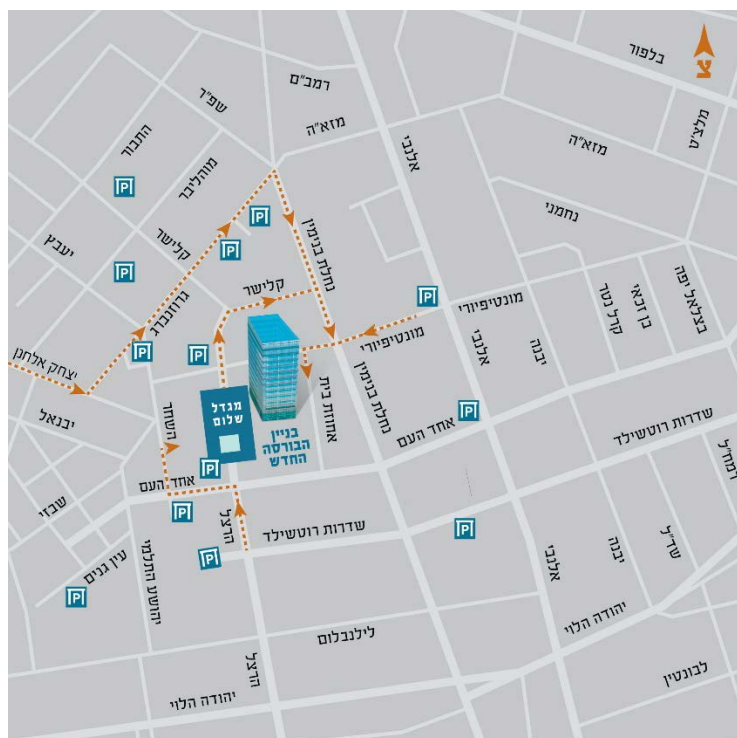 בלפור
צ
רמב"ם
שפ"ר
מזא"ה
מלצ'ט
התבור
מוהליבר
אלנבי
מזא"ה
P
נחמני
יעבץ
קלישר
P
נחלת בנימין
P
גרוזנברג
קלישר
P
מונטיפיורי
מונטיפיורי
קרל נטר
בן זכאי
בצלאל יפה
יצחק אלחנן
P
P
אלנבי
יבנה
יבנאל
השחר
מגדל
שלום
אחוזת בית
נחלת בנימין
P
אחד העם
שדרות רוטשילד
בניין
הבורסה
החדש
רמח"ל
P
אחד העם
שבזי
P
הרצל
שדרות רוטשילד
P
עין גנים
יהושע התלמי
P
אלנבי
יבנה
שד"ל
P
יהודה הלוי
לילנבלום
הרצל
לבונטין
יהודה הלוי